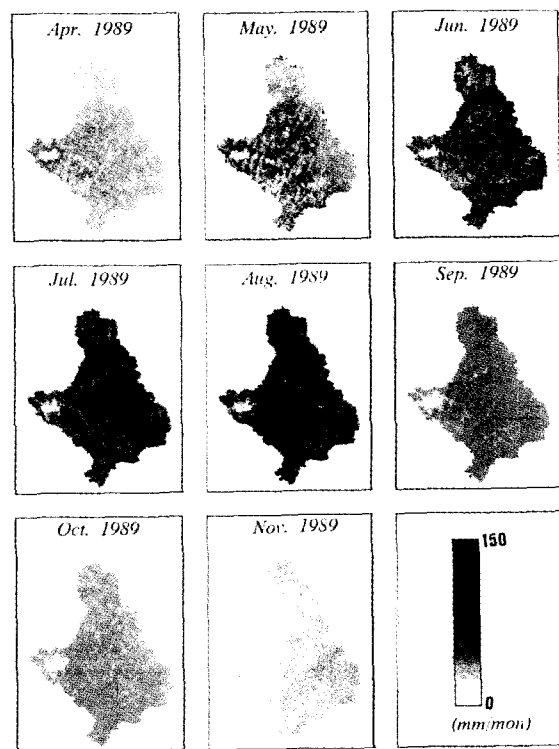 Apr. 1989
May. 1989
Jun. 1989
Jul. 1989
Aug. 1989
Sep. 1989
Oct. 1989
Nov. 1989
150
0
(mm/mon)